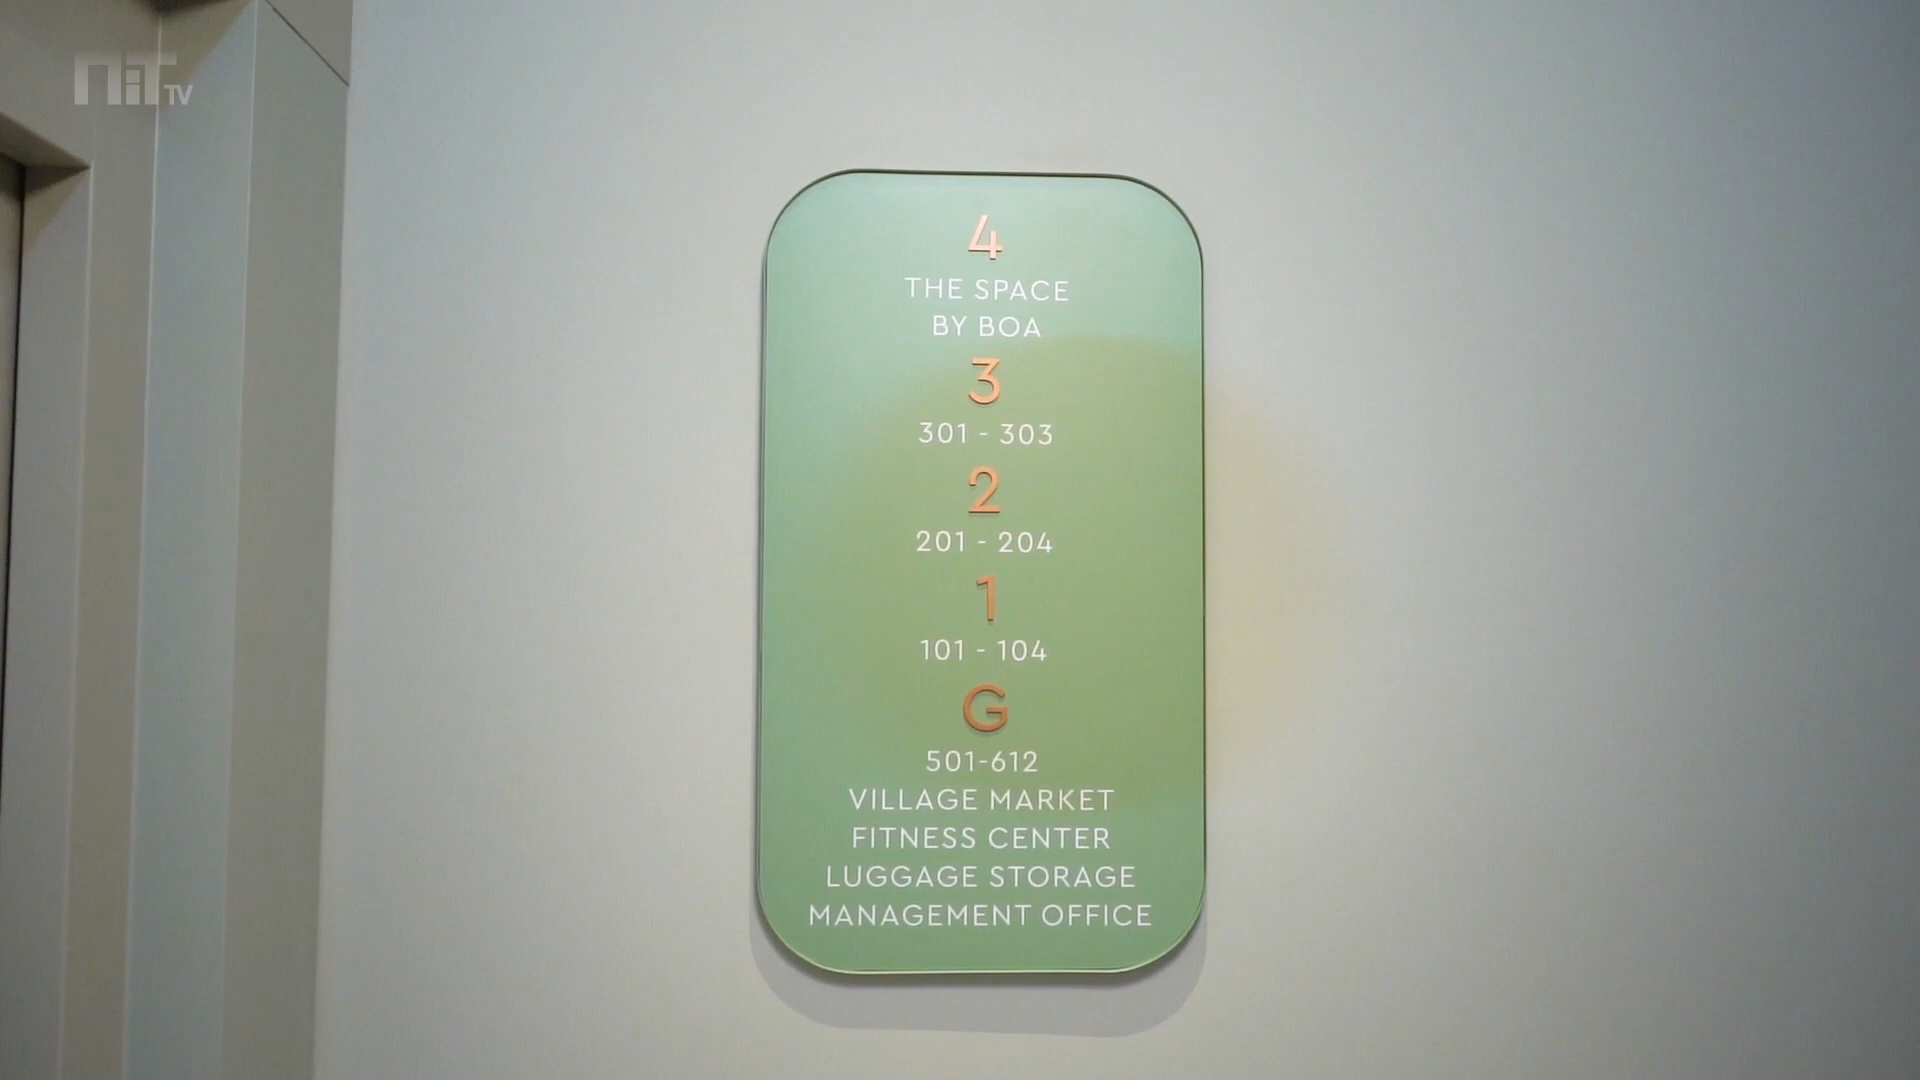 NiT TV
4
THE SPACE
BY BOA
3
301 - 303
2
201 - 204
1
101 - 104
G
501-612
VILLAGE MARKET
FITNESS CENTER
LUGGAGE STORAGE
MANAGEMENT OFFICE